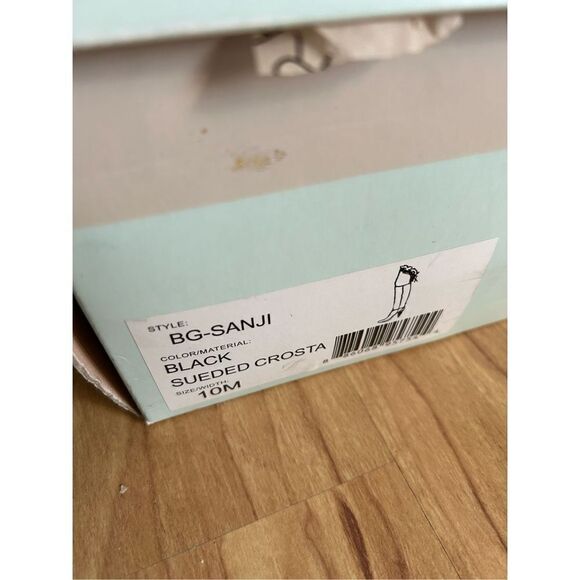 STYLE: BG-SANJI
COLOR/MATERIAL:
BLACK
SUEDED CROSTA
SIZE/WIDTH:
10M